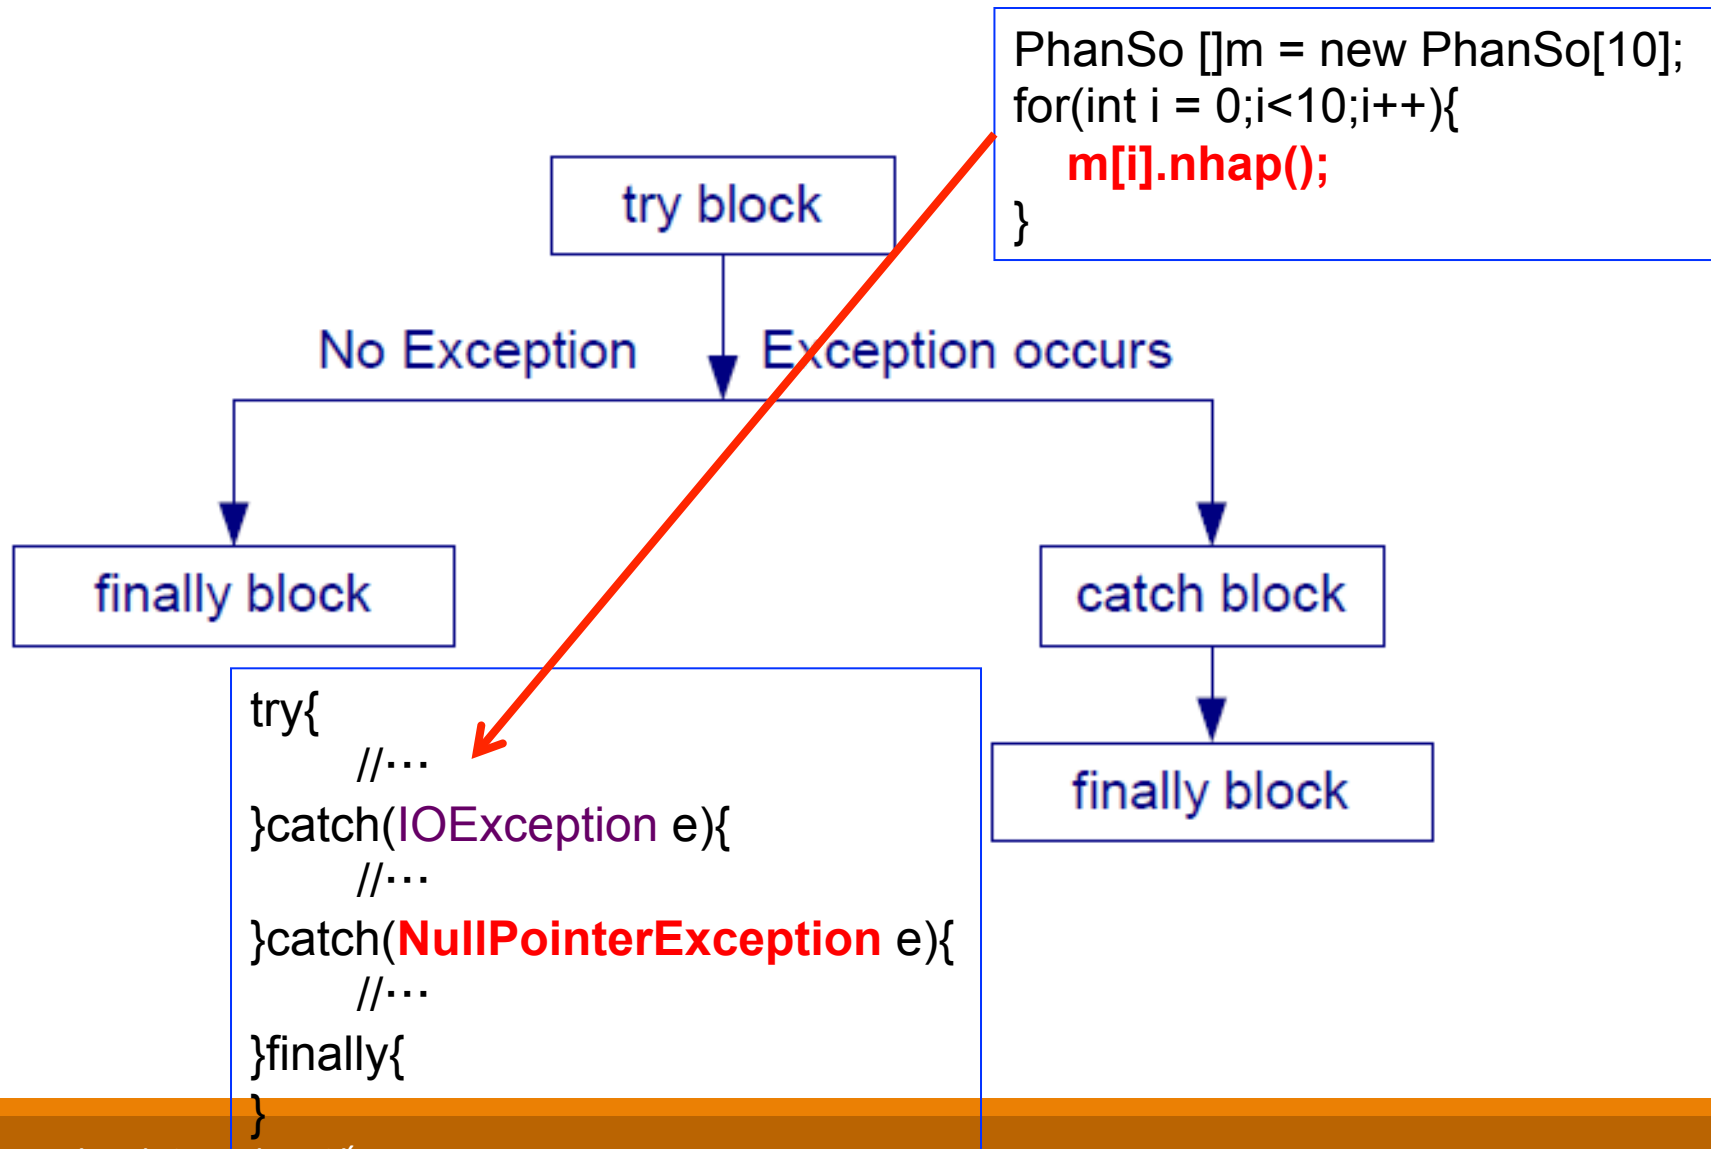 PhanSo []m = new PhanSo[10];
for(int i = 0;i<10;i++){
m[i].nhap();
}
try block
No Exception
Exception occurs
finally block
catch block
finally block
try{
//⋯
}catch(IOException e){
//⋯
}catch(NullPointerException e){
//⋯
}finally{
}